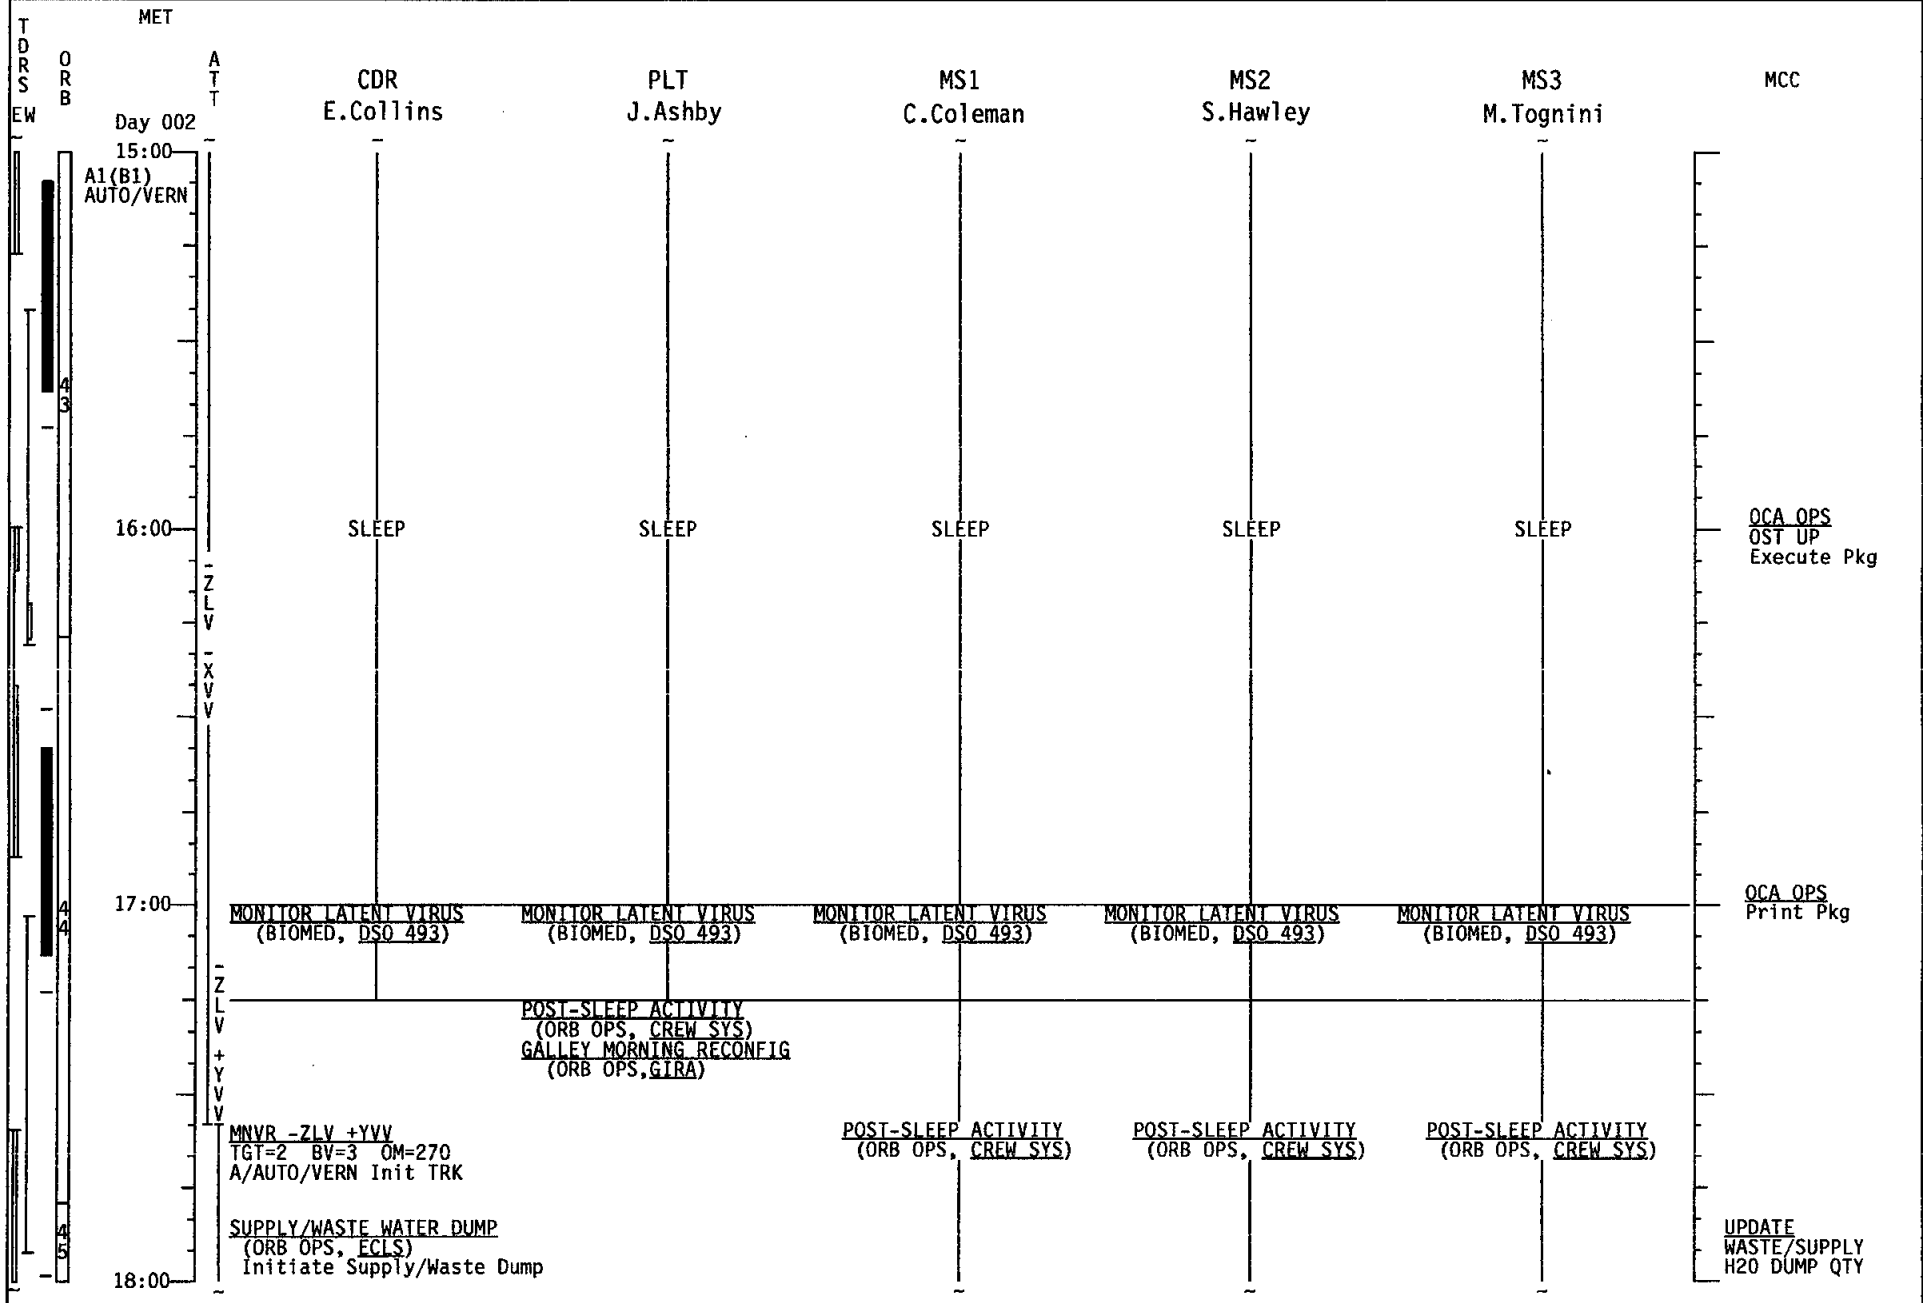 TDRS
EW
ORB
MET
ATT
CDR
E.Collins
PLT
J.Ashby
MS1
C.Coleman
MS2
S.Hawley
MS3
M.Tognini
MCC
Day 002
~ ~ ~ ~ ~ ~ ~
15:00
A1(B1)
AUTO/VERN
43
16:00
SLEEP SLEEP SLEEP SLEEP SLEEP
OCA OPS
OST UP
Execute Pkg
-ZLV -XVV
17:00
44
MONITOR LATENT VIRUS
(BIOMED, DSO 493)
MONITOR LATENT VIRUS
(BIOMED, DSO 493)
MONITOR LATENT VIRUS
(BIOMED, DSO 493)
MONITOR LATENT VIRUS
(BIOMED, DSO 493)
MONITOR LATENT VIRUS
(BIOMED, DSO 493)
OCA OPS
Print Pkg
-ZLV +YVV
POST-SLEEP ACTIVITY
(ORB OPS, CREW SYS)
GALLEY MORNING RECONFIG
(ORB OPS,GIRA)
MNVR -ZLV +YVV
TGT=2 BV=3 OM=270
A/AUTO/VERN Init TRK
POST-SLEEP ACTIVITY
(ORB OPS, CREW SYS)
POST-SLEEP ACTIVITY
(ORB OPS, CREW SYS)
POST-SLEEP ACTIVITY
(ORB OPS, CREW SYS)
45
SUPPLY/WASTE WATER DUMP
(ORB OPS, ECLS)
Initiate Supply/Waste Dump
UPDATE
WASTE/SUPPLY
H2O DUMP QTY
18:00
~ ~ ~ ~ ~